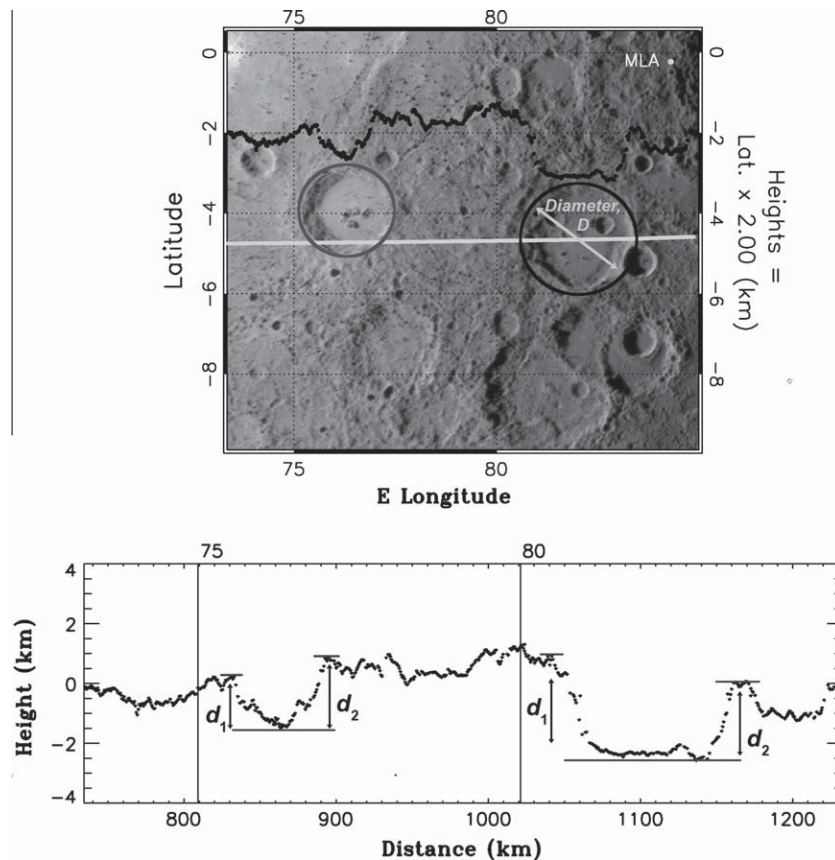 75 80
0 MLA 0
-2 -2
-4 Diameter, -4
D
-6 -6
-8 -8
Latitude
Heights =
Lat. x 2.00 (km)
75 80
E Longitude
75 80
4
2
0
-2
-4
Height (km)
d1 d2 d1 d2
800 900 1000 1100 1200
Distance (km)